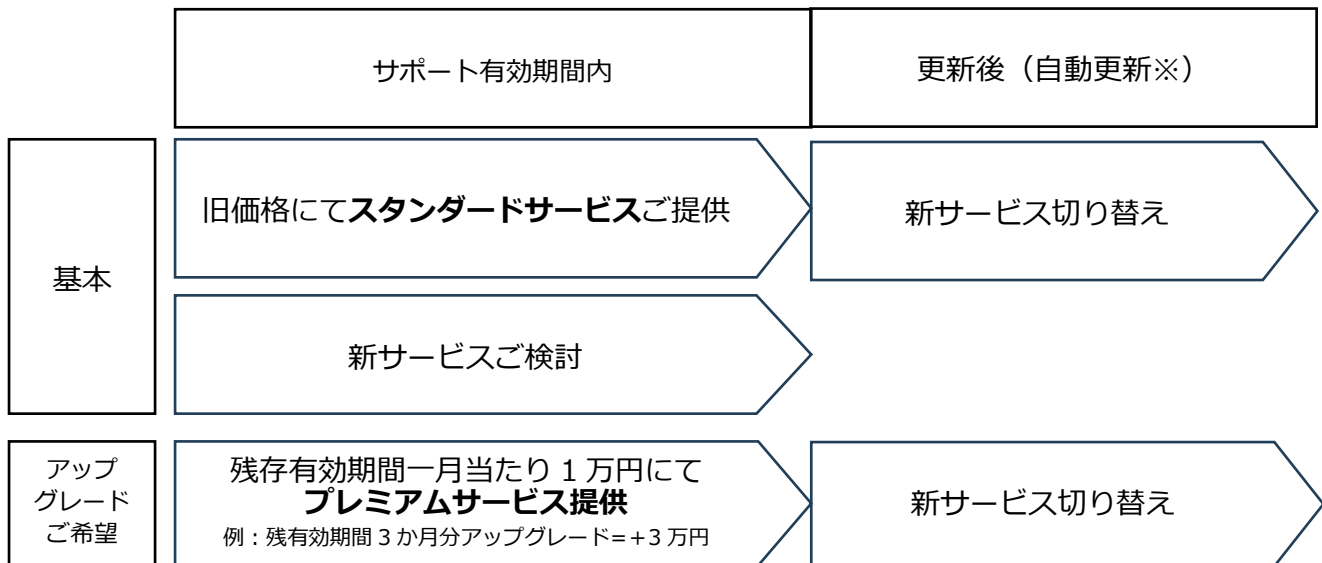 サポート有効期間内
更新後（自動更新※）
基本
旧価格にてスタンダードサービスご提供
新サービス切り替え
新サービスご検討
アップ
グレード
ご希望
残存有効期間一月当たり1万円にて
プレミアムサービス提供
例：残有効期間3か月分アップグレード=+3万円
新サービス切り替え